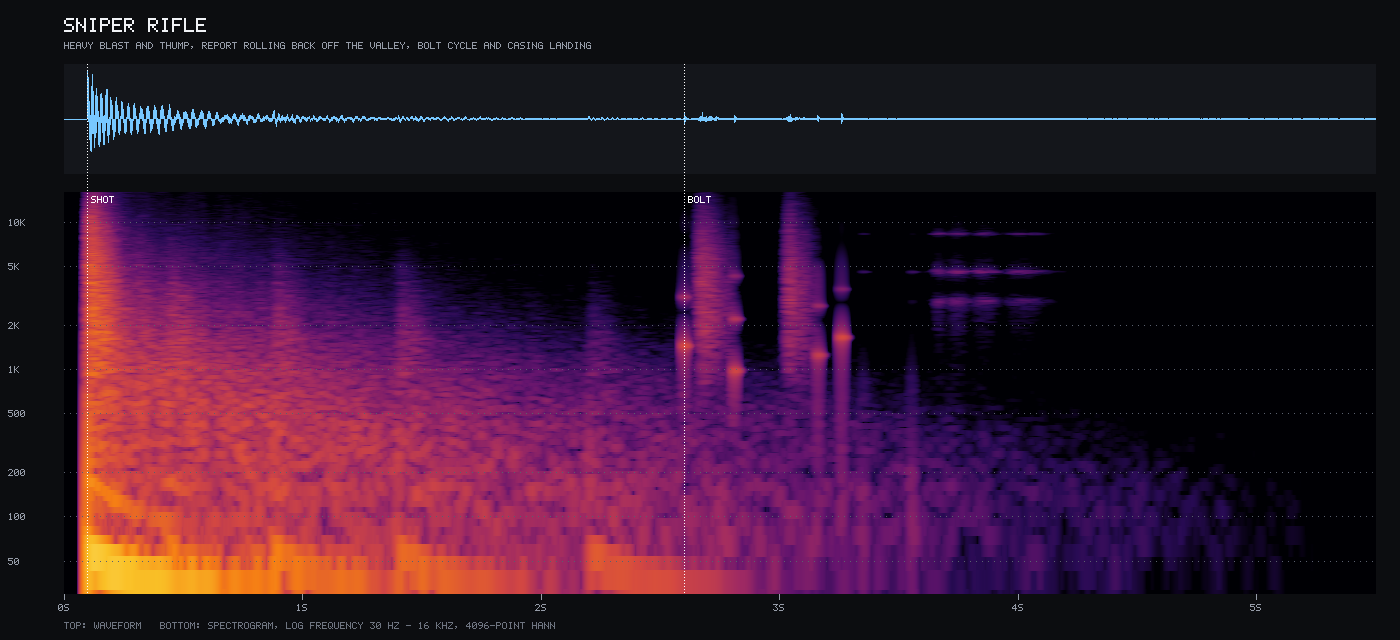 SNIPER RIFLE
HEAVY BLAST AND THUMP, REPORT ROLLING BACK OFF THE VALLEY, BOLT CYCLE AND CASING LANDING
SHOT
BOLT
10K
5K
2K
1K
500
200
100
50
0S 1S 2S 3S 4S 5S
TOP: WAVEFORM BOTTOM: SPECTROGRAM, LOG FREQUENCY 30 HZ - 16 KHZ, 4096-POINT HANN